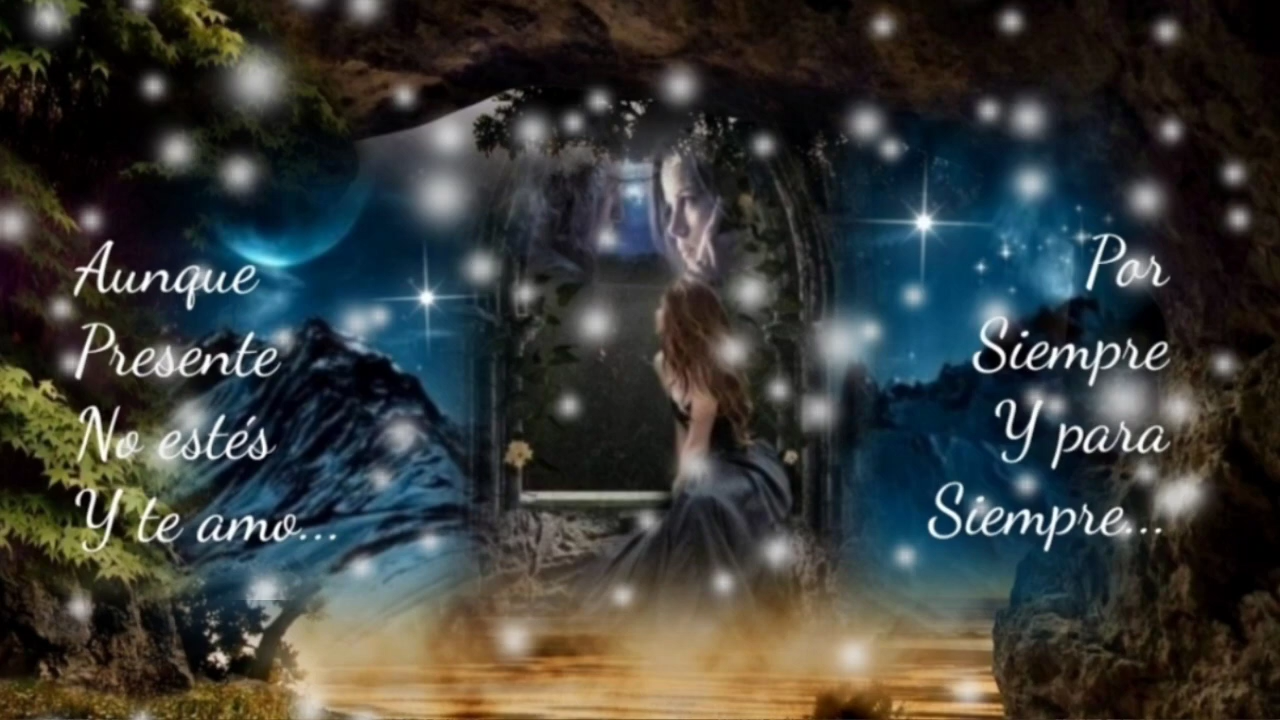 Aunque
Presente
No estés
Y te amo...
Por
Siempre
Y para
Siempre...